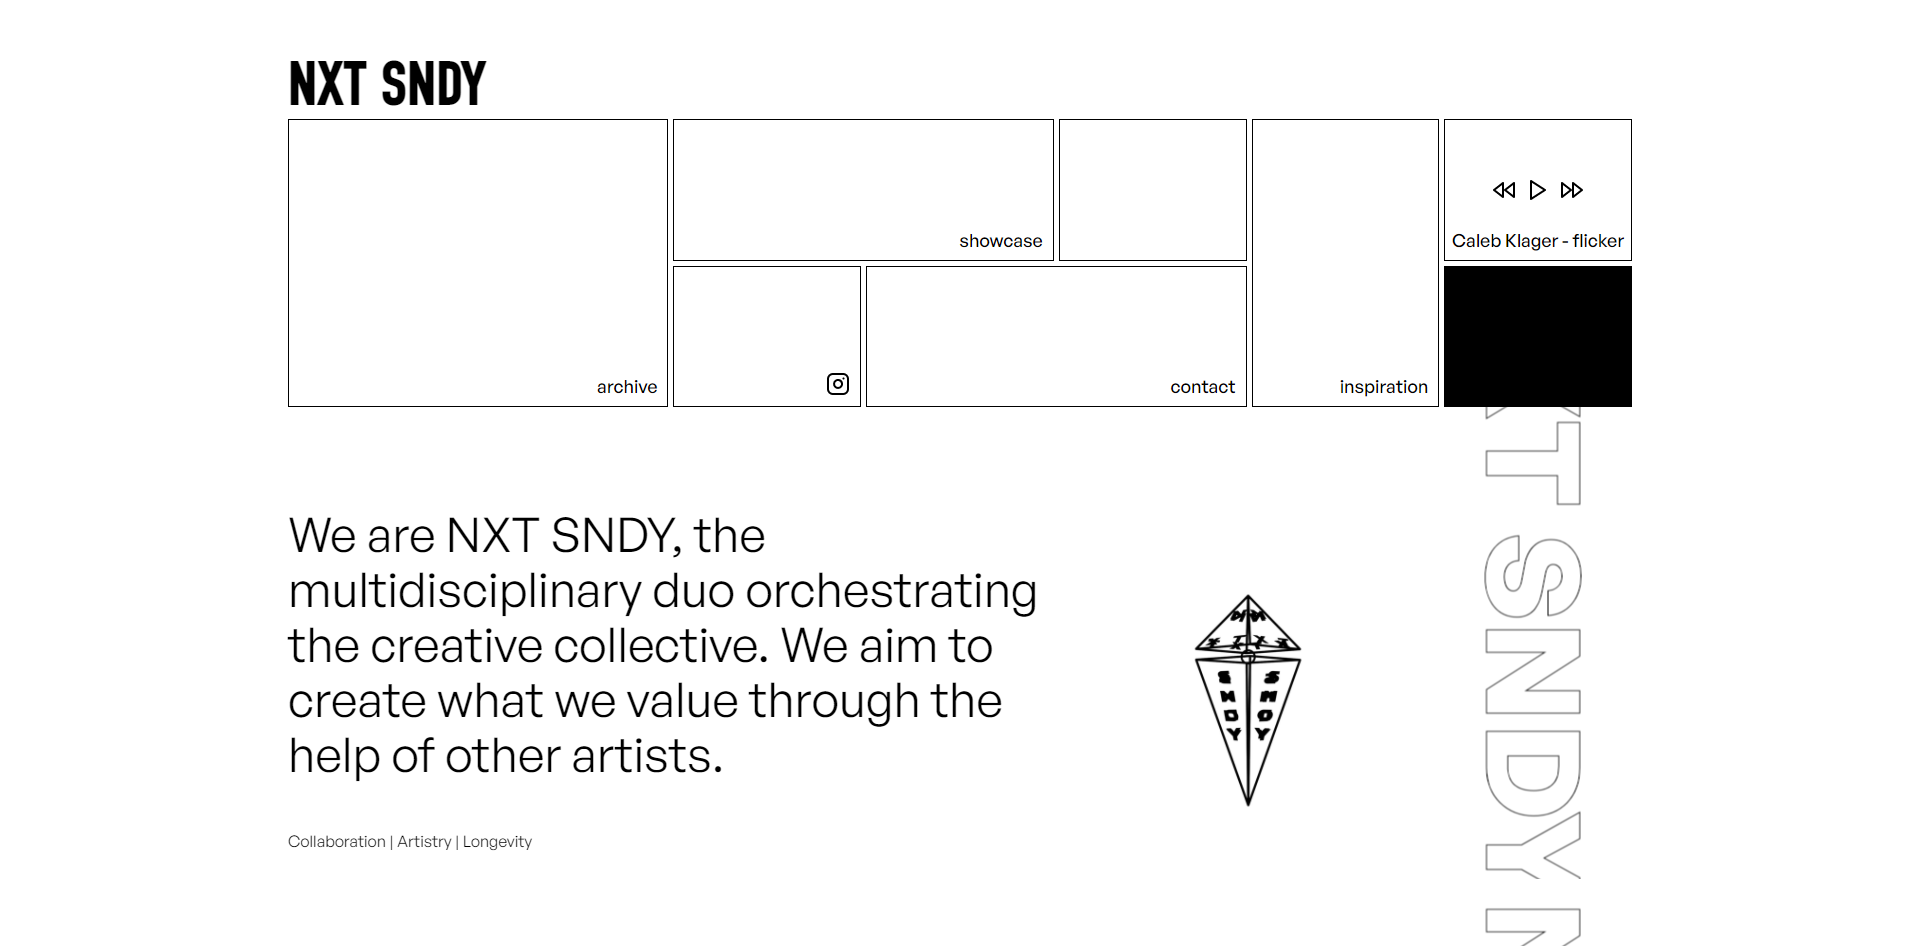 NXT SNDY
showcase
Caleb Klager - flicker
archive
contact
inspiration
We are NXT SNDY, the
multidisciplinary duo orchestrating
the creative collective. We aim to
create what we value through the
help of other artists.
Collaboration | Artistry | Longevity
SNDY
SNDY
XT SNDY N